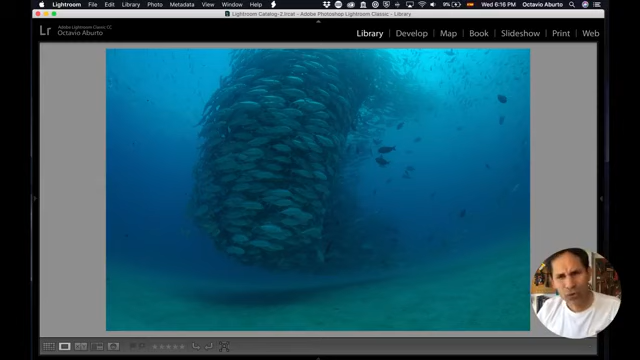 Lightroom File Edit Library Photo Metadata View Window Help 9% Wed 6:16 PM Octavio Aburto
Lightroom Catalog-2.lrcat - Adobe Photoshop Lightroom Classic - Library
Lr Adobe Lightroom Classic CC
Octavio Aburto
Library | Develop | Map | Book | Slideshow | Print | Web